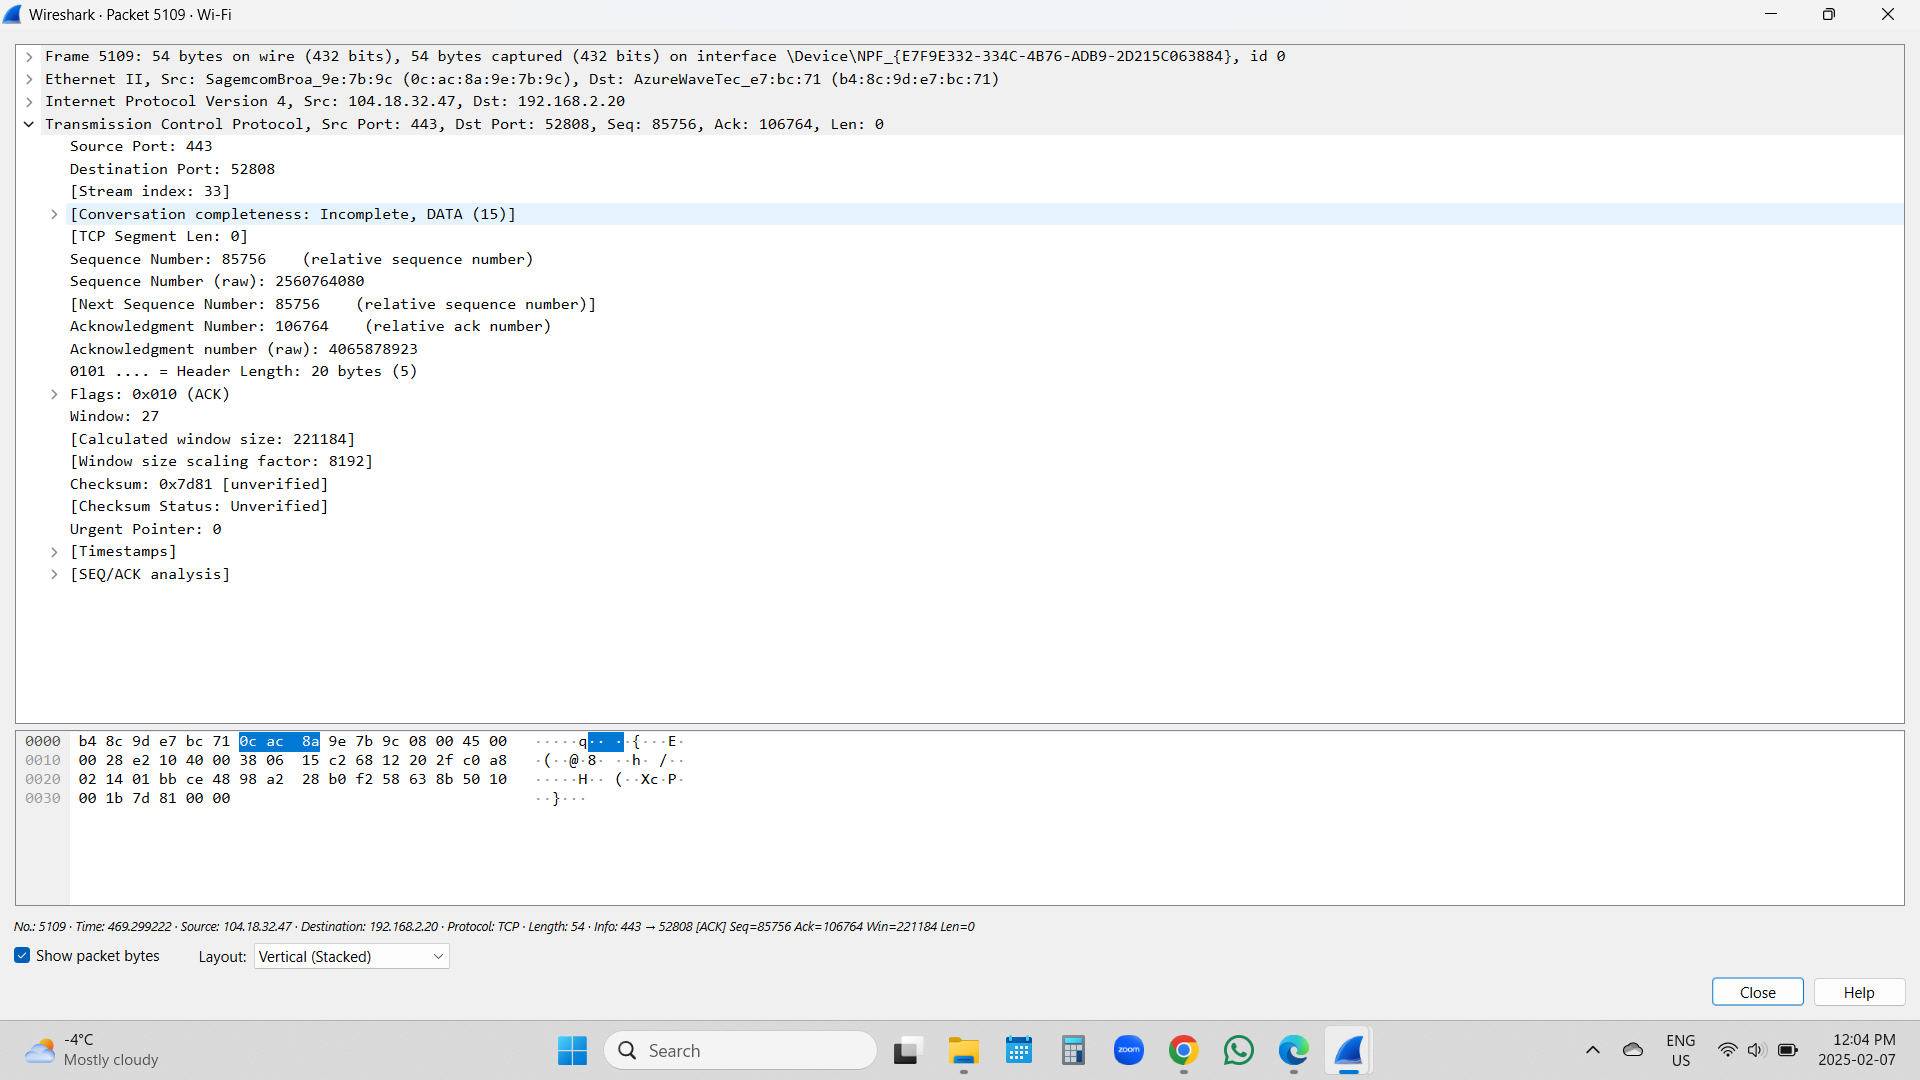 Wireshark · Packet 5109 · Wi-Fi
Frame 5109: 54 bytes on wire (432 bits), 54 bytes captured (432 bits) on interface \Device\NPF_{E7F9E332-334C-4B76-ADB9-2D215C063884}, id 0
Ethernet II, Src: SagemcomBroa_9e:7b:9c (0c:ac:8a:9e:7b:9c), Dst: AzureWaveTec_e7:bc:71 (b4:8c:9d:e7:bc:71)
Internet Protocol Version 4, Src: 104.18.32.47, Dst: 192.168.2.20
Transmission Control Protocol, Src Port: 443, Dst Port: 52808, Seq: 85756, Ack: 106764, Len: 0
Source Port: 443
Destination Port: 52808
[Stream index: 33]
[Conversation completeness: Incomplete, DATA (15)]
[TCP Segment Len: 0]
Sequence Number: 85756    (relative sequence number)
Sequence Number (raw): 2560764080
[Next Sequence Number: 85756    (relative sequence number)]
Acknowledgment Number: 106764    (relative ack number)
Acknowledgment number (raw): 4065878923
0101 .... = Header Length: 20 bytes (5)
Flags: 0x010 (ACK)
Window: 27
[Calculated window size: 221184]
[Window size scaling factor: 8192]
Checksum: 0x7d81 [unverified]
[Checksum Status: Unverified]
Urgent Pointer: 0
[Timestamps]
[SEQ/ACK analysis]
0000  b4 8c 9d e7 bc 71 0c ac  8a 9e 7b 9c 08 00 45 00   ·····q·· ··{···E·
0010  00 28 e2 10 40 00 38 06  15 c2 68 12 20 2f c0 a8   ·(··@·8· ··h· /··
0020  02 14 01 bb ce 48 98 a2  28 b0 f2 58 63 8b 50 10   ·····H·· (··Xc·P·
0030  00 1b 7d 81 00 00   ··}···
No.: 5109 · Time: 469.299222 · Source: 104.18.32.47 · Destination: 192.168.2.20 · Protocol: TCP · Length: 54 · Info: 443 → 52808 [ACK] Seq=85756 Ack=106764 Win=221184 Len=0
Show packet bytes Layout: Vertical (Stacked)
Close Help
-4°C
Mostly cloudy
Search
zoom
ENG
US
12:04 PM
2025-02-07